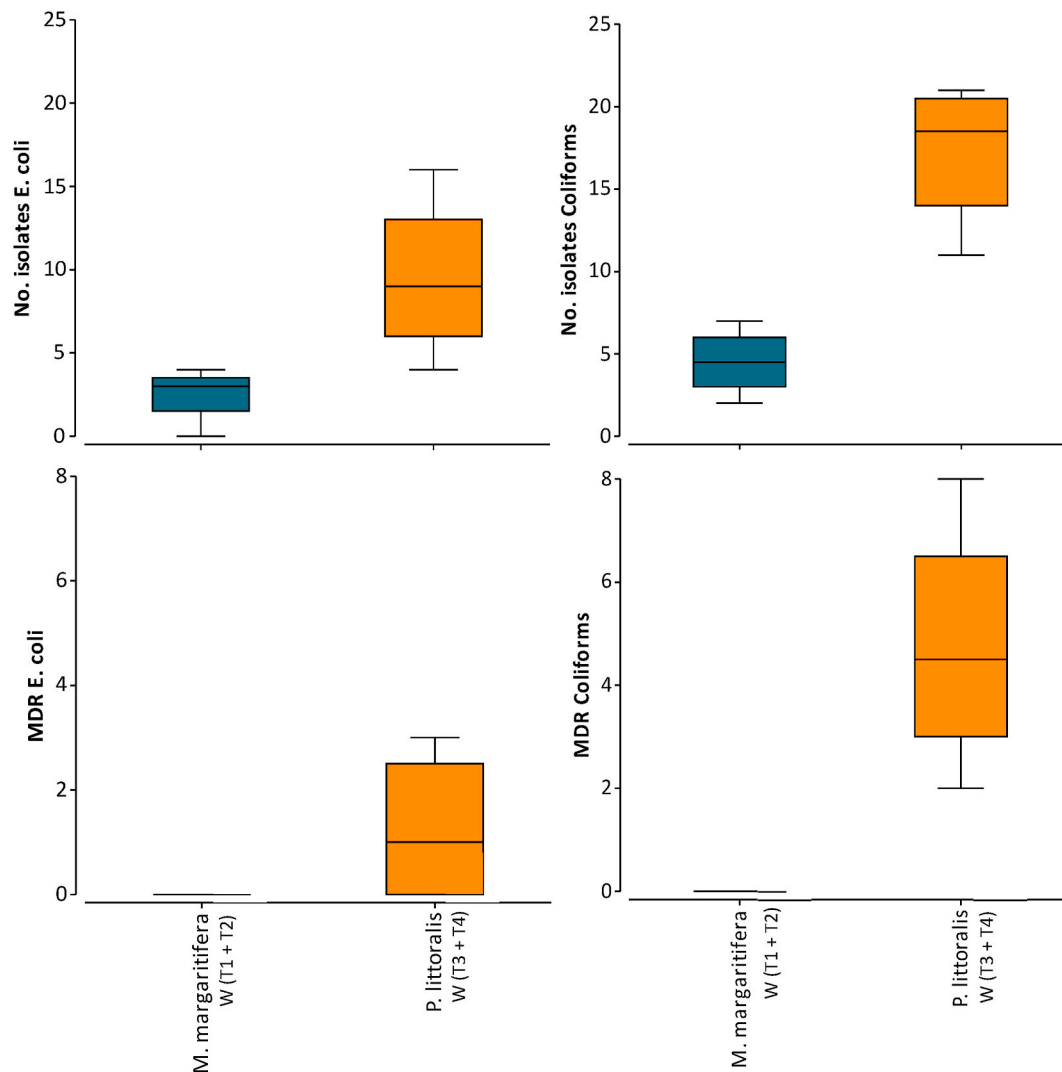 No. isolates E. coli
25
20
15
10
5
0
No. isolates Coliforms
25
20
15
10
5
0
MDR E. coli
8
6
4
2
0
M. margaritifera
W (T1 + T2)
P. littoralis
W (T3 + T4)
MDR Coliforms
8
6
4
2
0
M. margaritifera
W (T1 + T2)
P. littoralis
W (T3 + T4)